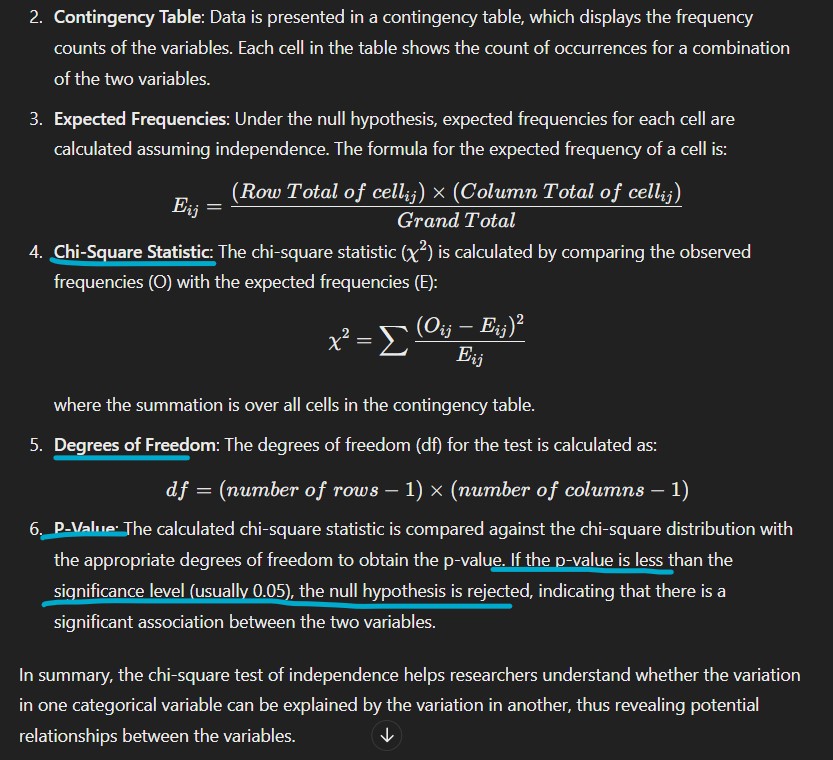 2. Contingency Table: Data is presented in a contingency table, which displays the frequency
counts of the variables. Each cell in the table shows the count of occurrences for a combination
of the two variables.
3. Expected Frequencies: Under the null hypothesis, expected frequencies for each cell are
calculated assuming independence. The formula for the expected frequency of a cell is:
E_{ij} = \frac{(Row Total of cell_{ij}) × (Column Total of cell_{ij})}{Grand Total}
4. Chi-Square Statistic: The chi-square statistic (χ²) is calculated by comparing the observed
frequencies (O) with the expected frequencies (E):
χ² = ∑ \frac{(O_{ij} − E_{ij})²}{E_{ij}}
where the summation is over all cells in the contingency table.
5. Degrees of Freedom: The degrees of freedom (df) for the test is calculated as:
df = (number of rows − 1) × (number of columns − 1)
6. P-Value: The calculated chi-square statistic is compared against the chi-square distribution with
the appropriate degrees of freedom to obtain the p-value. If the p-value is less than the
significance level (usually 0.05), the null hypothesis is rejected, indicating that there is a
significant association between the two variables.
In summary, the chi-square test of independence helps researchers understand whether the variation
in one categorical variable can be explained by the variation in another, thus revealing potential
relationships between the variables.